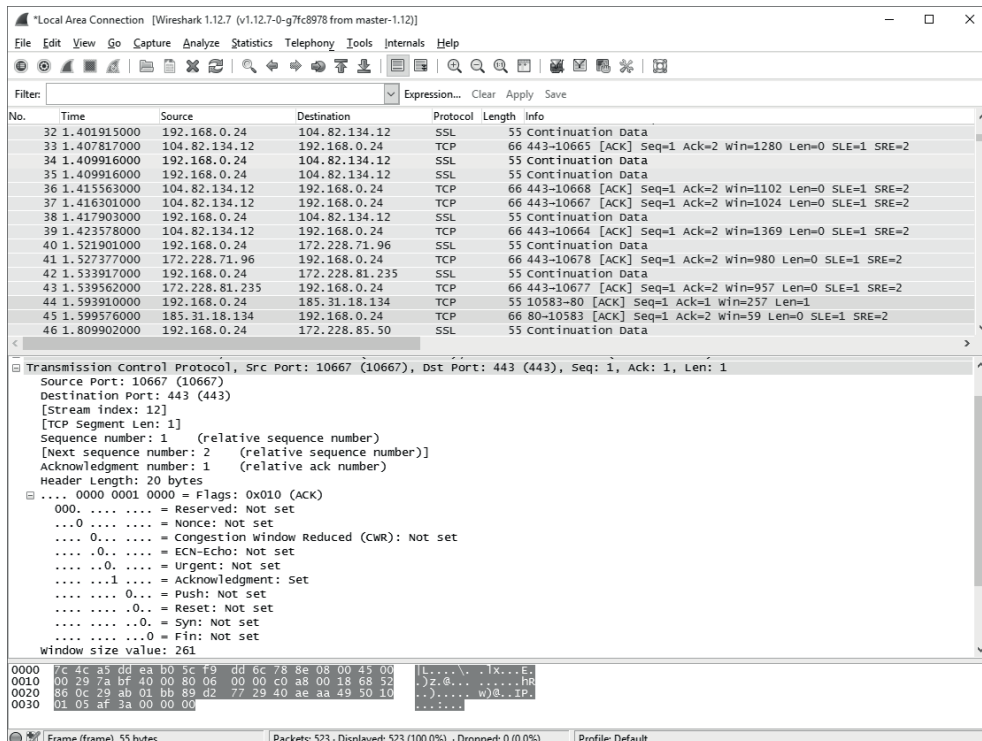 *Local Area Connection [Wireshark 1.12.7 (v1.12.7-0-g7fc8978 from master-1.12)]
File Edit View Go Capture Analyze Statistics Telephony Tools Internals Help
Filter: Expression... Clear Apply Save
No. Time Source Destination Protocol Length Info
32 1.401915000 192.168.0.24 104.82.134.12 SSL 55 Continuation Data
33 1.407817000 104.82.134.12 192.168.0.24 TCP 66 443→10665 [ACK] Seq=1 Ack=2 Win=1280 Len=0 SLE=1 SRE=2
34 1.409916000 192.168.0.24 104.82.134.12 SSL 55 Continuation Data
35 1.409916000 192.168.0.24 104.82.134.12 SSL 55 Continuation Data
36 1.415563000 104.82.134.12 192.168.0.24 TCP 66 443→10668 [ACK] Seq=1 Ack=2 Win=1102 Len=0 SLE=1 SRE=2
37 1.416301000 104.82.134.12 192.168.0.24 TCP 66 443→10667 [ACK] Seq=1 Ack=2 Win=1024 Len=0 SLE=1 SRE=2
38 1.417903000 192.168.0.24 104.82.134.12 SSL 55 Continuation Data
39 1.423578000 104.82.134.12 192.168.0.24 TCP 66 443→10664 [ACK] Seq=1 Ack=2 Win=1369 Len=0 SLE=1 SRE=2
40 1.521901000 192.168.0.24 172.228.71.96 SSL 55 Continuation Data
41 1.527377000 172.228.71.96 192.168.0.24 TCP 66 443→10678 [ACK] Seq=1 Ack=2 Win=980 Len=0 SLE=1 SRE=2
42 1.533917000 192.168.0.24 172.228.81.235 SSL 55 Continuation Data
43 1.539562000 172.228.81.235 192.168.0.24 TCP 66 443→10677 [ACK] Seq=1 Ack=2 Win=957 Len=0 SLE=1 SRE=2
44 1.593910000 192.168.0.24 185.31.18.134 TCP 55 10583→80 [ACK] Seq=1 Ack=1 Win=257 Len=1
45 1.599576000 185.31.18.134 192.168.0.24 TCP 66 80→10583 [ACK] Seq=1 Ack=2 Win=59 Len=0 SLE=1 SRE=2
46 1.809902000 192.168.0.24 172.228.85.50 SSL 55 Continuation Data
Transmission Control Protocol, Src Port: 10667 (10667), Dst Port: 443 (443), Seq: 1, Ack: 1, Len: 1
Source Port: 10667 (10667)
Destination Port: 443 (443)
[Stream index: 12]
[TCP Segment Len: 1]
Sequence number: 1 (relative sequence number)
[Next sequence number: 2 (relative sequence number)]
Acknowledgment number: 1 (relative ack number)
Header Length: 20 bytes
.... 0000 0001 0000 = Flags: 0x010 (ACK)
000. .... .... = Reserved: Not set
...0 .... .... = Nonce: Not set
.... 0... .... = Congestion Window Reduced (CWR): Not set
.... .0.. .... = ECN-Echo: Not set
.... ..0. .... = Urgent: Not set
.... ...1 .... = Acknowledgment: Set
.... .... 0... = Push: Not set
.... .... .0.. = Reset: Not set
.... .... ..0. = Syn: Not set
.... .... ...0 = Fin: Not set
Window size value: 261
0000 7c 4c a5 dd ea b0 5c f9 dd 6c 78 8e 08 00 45 00 |L....\. .lx...E.
0010 00 29 7a bf 40 00 80 06 00 00 c0 a8 00 18 68 52 .)z.@... ......hR
0020 86 0c 29 ab 01 bb 89 d2 77 29 40 ae aa 49 50 10 ..)..... w)@..IP.
0030 01 05 af 3a 00 00 00 ...:...
Frame (frame), 55 bytes Packets: 523 · Displayed: 523 (100.0%) · Dropped: 0 (0.0%) Profile: Default